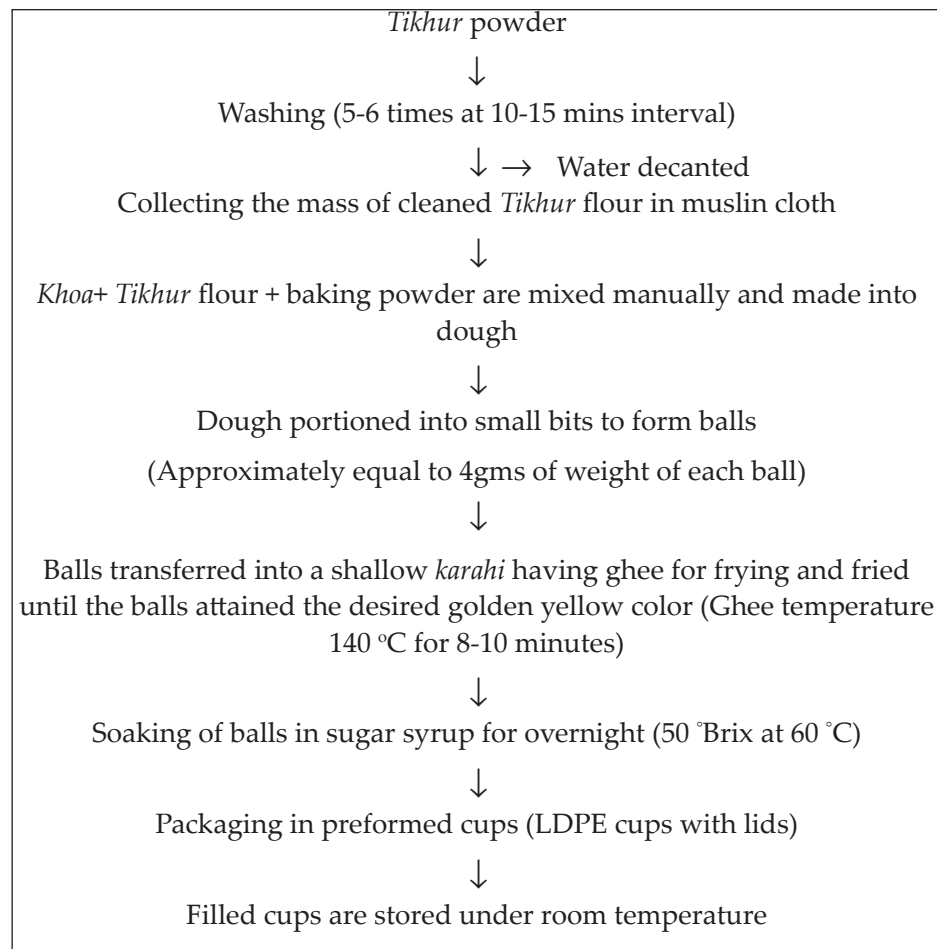 Tikhur powder
↓
Washing (5-6 times at 10-15 mins interval)
↓ → Water decanted
Collecting the mass of cleaned Tikhur flour in muslin cloth
↓
Khoa+ Tikhur flour + baking powder are mixed manually and made into
dough
↓
Dough portioned into small bits to form balls
(Approximately equal to 4gms of weight of each ball)
↓
Balls transferred into a shallow karahi having ghee for frying and fried
until the balls attained the desired golden yellow color (Ghee temperature
140 °C for 8-10 minutes)
↓
Soaking of balls in sugar syrup for overnight (50 °Brix at 60 °C)
↓
Packaging in preformed cups (LDPE cups with lids)
↓
Filled cups are stored under room temperature